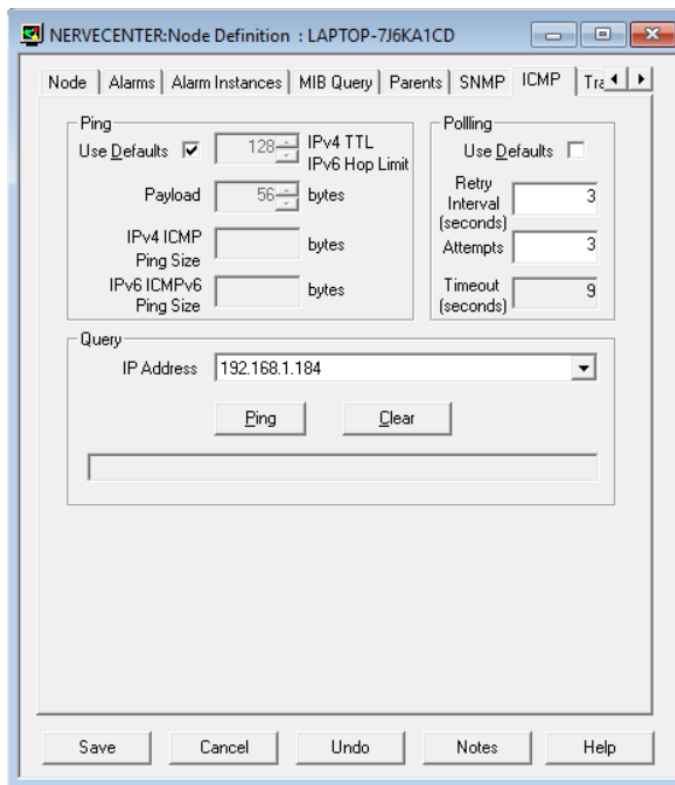 NERVECENTER:Node Definition : LAPTOP-7J6KA1CD
Node Alarms Alarm Instances MIB Query Parents SNMP ICMP
Ping
Use Defaults 128 IPv4 TTL
IPv6 Hop Limit
Payload 56 bytes
IPv4 ICMP
Ping Size bytes
IPv6 ICMPv6
Ping Size bytes
Pollling
Use Defaults
Retry
Interval 3
(seconds)
Attempts 3
Timeout 9
(seconds)
Query
IP Address 192.168.1.184
Ping Clear
Save Cancel Undo Notes Help